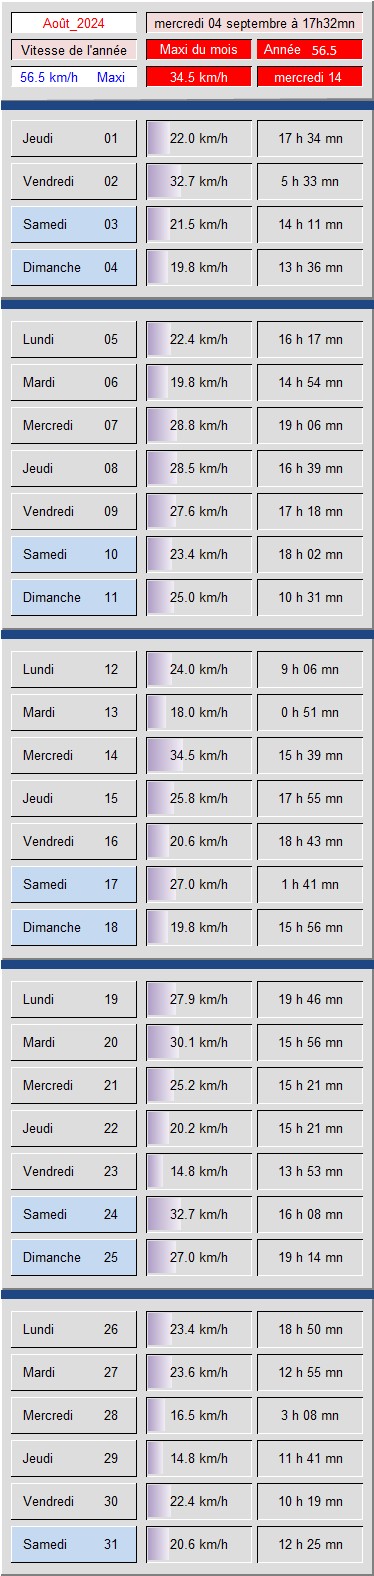 Août_2024 mercredi 04 septembre à 17h32mn
Vitesse de l'année Maxi du mois Année 56.5
56.5 km/h Maxi 34.5 km/h mercredi 14
Jeudi 01 22.0 km/h 17 h 34 mn
Vendredi 02 32.7 km/h 5 h 33 mn
Samedi 03 21.5 km/h 14 h 11 mn
Dimanche 04 19.8 km/h 13 h 36 mn
Lundi 05 22.4 km/h 16 h 17 mn
Mardi 06 19.8 km/h 14 h 54 mn
Mercredi 07 28.8 km/h 19 h 06 mn
Jeudi 08 28.5 km/h 16 h 39 mn
Vendredi 09 27.6 km/h 17 h 18 mn
Samedi 10 23.4 km/h 18 h 02 mn
Dimanche 11 25.0 km/h 10 h 31 mn
Lundi 12 24.0 km/h 9 h 06 mn
Mardi 13 18.0 km/h 0 h 51 mn
Mercredi 14 34.5 km/h 15 h 39 mn
Jeudi 15 25.8 km/h 17 h 55 mn
Vendredi 16 20.6 km/h 18 h 43 mn
Samedi 17 27.0 km/h 1 h 41 mn
Dimanche 18 19.8 km/h 15 h 56 mn
Lundi 19 27.9 km/h 19 h 46 mn
Mardi 20 30.1 km/h 15 h 56 mn
Mercredi 21 25.2 km/h 15 h 21 mn
Jeudi 22 20.2 km/h 15 h 21 mn
Vendredi 23 14.8 km/h 13 h 53 mn
Samedi 24 32.7 km/h 16 h 08 mn
Dimanche 25 27.0 km/h 19 h 14 mn
Lundi 26 23.4 km/h 18 h 50 mn
Mardi 27 23.6 km/h 12 h 55 mn
Mercredi 28 16.5 km/h 3 h 08 mn
Jeudi 29 14.8 km/h 11 h 41 mn
Vendredi 30 22.4 km/h 10 h 19 mn
Samedi 31 20.6 km/h 12 h 25 mn